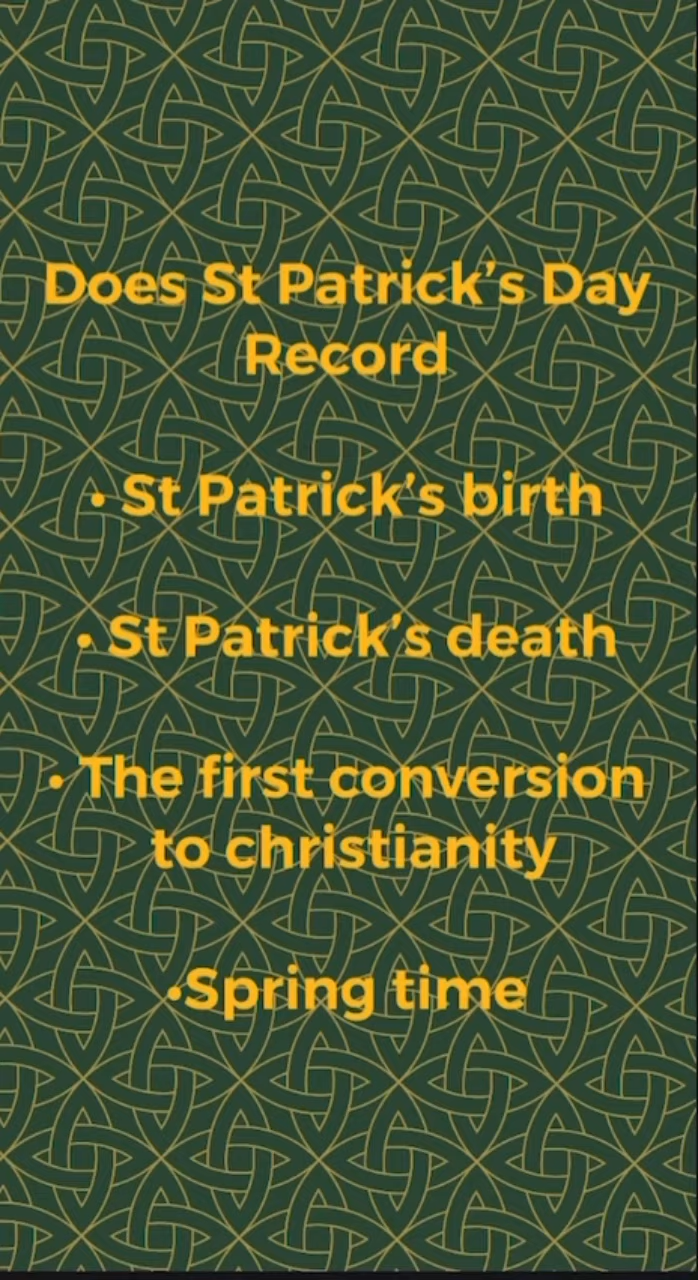 Does St Patrick’s Day
Record
• St Patrick’s birth
• St Patrick’s death
• The first conversion
to christianity
•Spring time